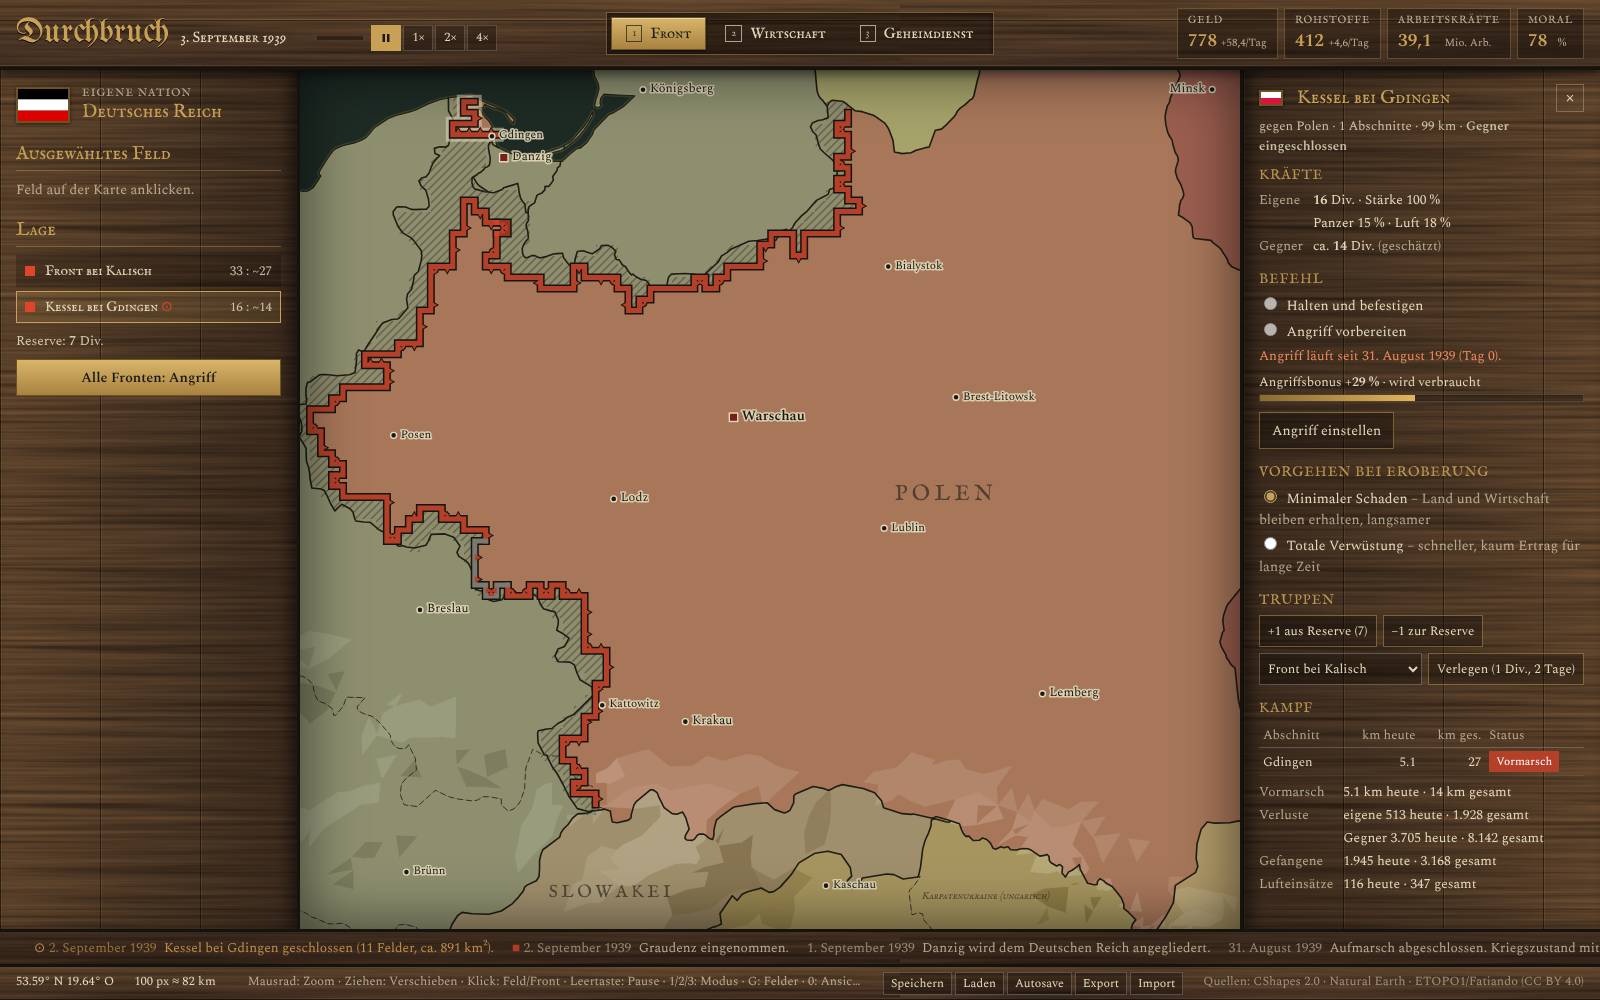 Durchbruch
3. September 1939
1×
2×
4×
1 Front
2 Wirtschaft
3 Geheimdienst
GELD
778 +58,4/Tag
ROHSTOFFE
412 +4,6/Tag
ARBEITSKRÄFTE
39,1 Mio. Arb.
MORAL
78 %
EIGENE NATION
Deutsches Reich
Ausgewähltes Feld
Feld auf der Karte anklicken.
Lage
Front bei Kalisch 33 : ~27
Kessel bei Gdingen 16 : ~14
Reserve: 7 Div.
Alle Fronten: Angriff
Königsberg
Minsk
Gdingen
Danzig
Bialystok
Brest-Litowsk
Warschau
Posen
POLEN
Lodz
Lublin
Breslau
Lemberg
Kattowitz
Krakau
Brünn
SLOWAKEI
Kaschau
Karpatenukraine (ungarisch)
Kessel bei Gdingen
×
gegen Polen · 1 Abschnitte · 99 km · Gegner
eingeschlossen
KRÄFTE
Eigene 16 Div. · Stärke 100 %
Panzer 15 % · Luft 18 %
Gegner ca. 14 Div. (geschätzt)
BEFEHL
Halten und befestigen
Angriff vorbereiten
Angriff läuft seit 31. August 1939 (Tag 0).
Angriffsbonus +29 % · wird verbraucht
Angriff einstellen
VORGEHEN BEI EROBERUNG
Minimaler Schaden – Land und Wirtschaft
bleiben erhalten, langsamer
Totale Verwüstung – schneller, kaum Ertrag für
lange Zeit
TRUPPEN
+1 aus Reserve (7)
−1 zur Reserve
Front bei Kalisch
Verlegen (1 Div., 2 Tage)
KAMPF
Abschnitt km heute km ges. Status
Gdingen 5.1 27 Vormarsch
Vormarsch 5.1 km heute · 14 km gesamt
Verluste eigene 513 heute · 1.928 gesamt
Gegner 3.705 heute · 8.142 gesamt
Gefangene 1.945 heute · 3.168 gesamt
Lufteinsätze 116 heute · 347 gesamt
2. September 1939 Kessel bei Gdingen geschlossen (11 Felder, ca. 891 km²). 2. September 1939 Graudenz eingenommen. 1. September 1939 Danzig wird dem Deutschen Reich angegliedert. 31. August 1939 Aufmarsch abgeschlossen. Kriegszustand mit
53.59° N 19.64° O 100 px ≈ 82 km Mausrad: Zoom · Ziehen: Verschieben · Klick: Feld/Front · Leertaste: Pause · 1/2/3: Modus · G: Felder · 0: Ansic...
Speichern
Laden
Autosave
Export
Import
Quellen: CShapes 2.0 · Natural Earth · ETOPO1/Fatiando (CC BY 4.0)